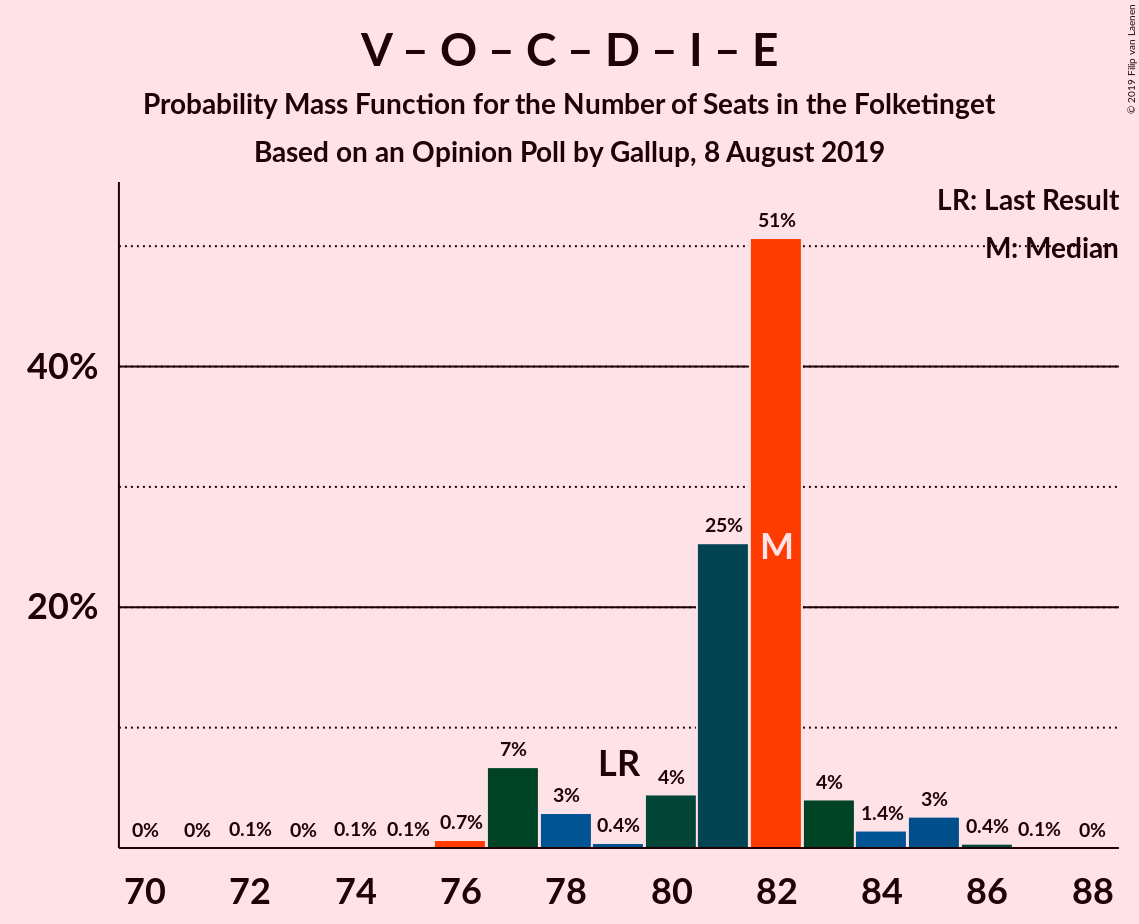 V – O – C – D – I – E
Probability Mass Function for the Number of Seats in the Folketinget
Based on an Opinion Poll by Gallup, 8 August 2019
© 2019 Filip van Laenen
LR: Last Result
M: Median
51%
40%
25%
M
20%
7%
LR
4%
4%
3%
3%
1.4%
0.7%
0.4%
0.4%
0%
0%
0.1%
0%
0.1%
0.1%
0.1%
0%
70 72 74 76 78 80 82 84 86 88